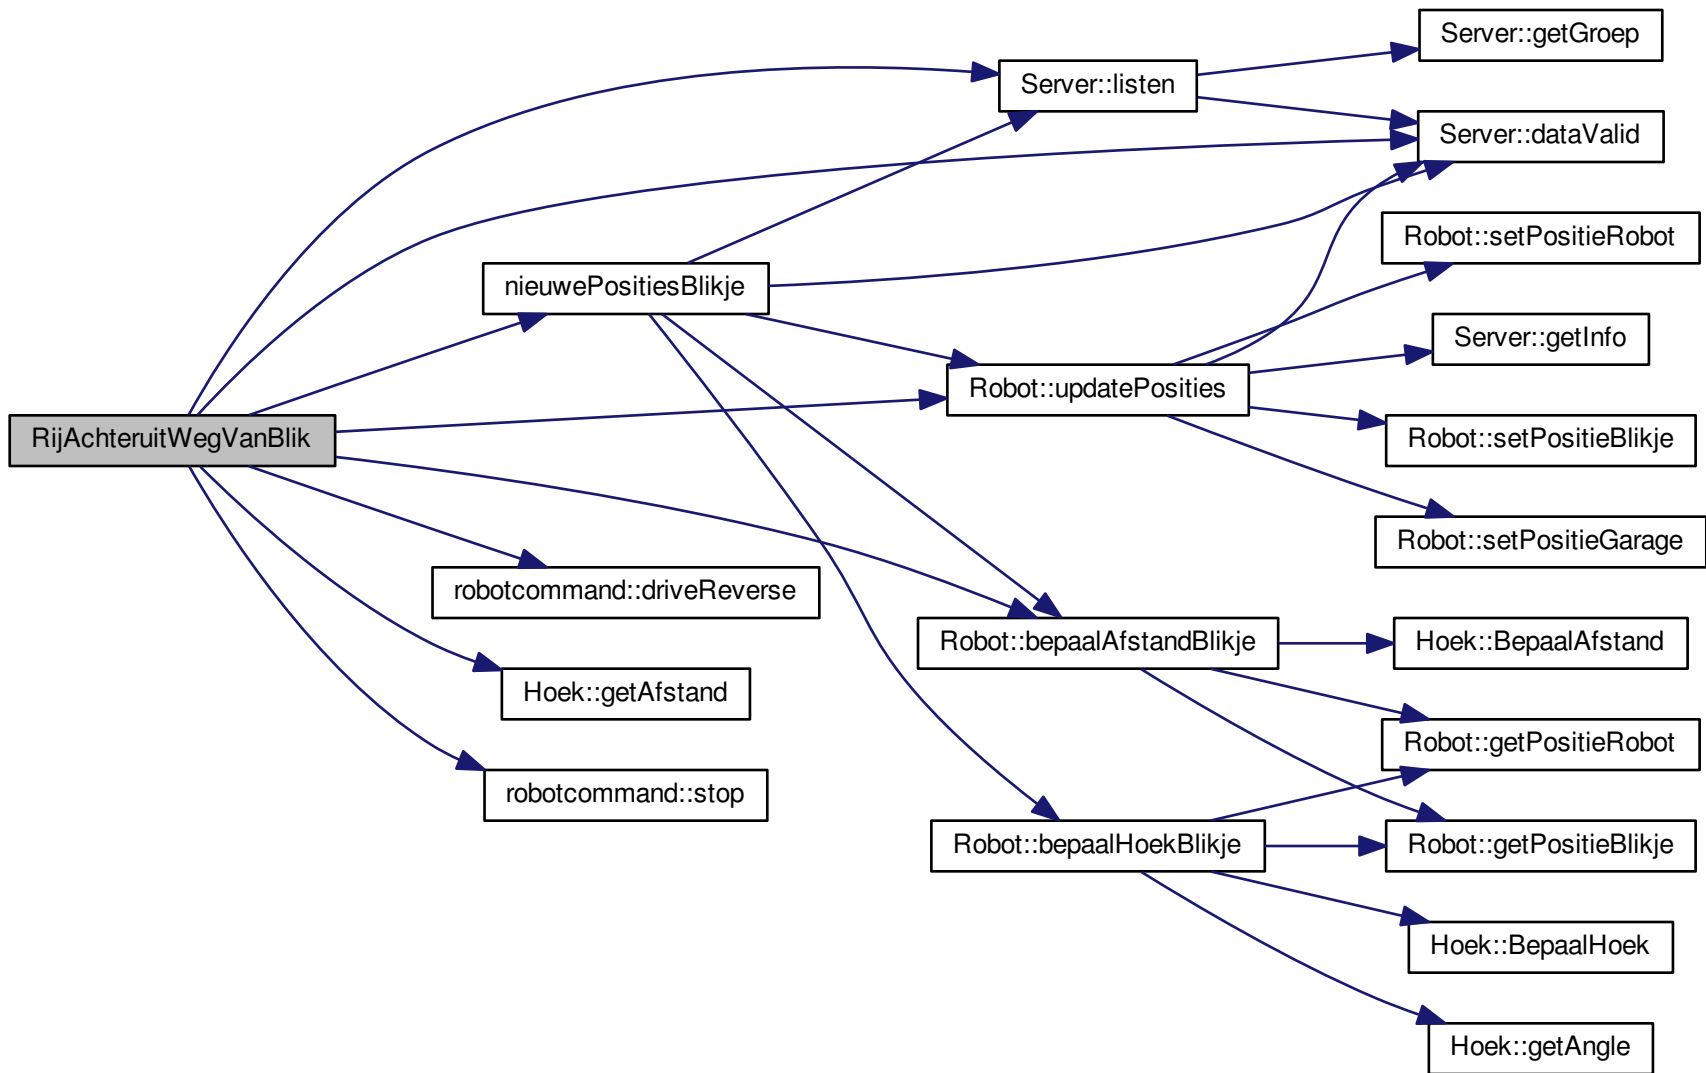 Server::getGroep
Server::listen
Server::dataValid
Robot::setPositieRobot
nieuwePositiesBlikje
Server::getInfo
Robot::updatePosities
RijAchteruitWegVanBlik
Robot::setPositieBlikje
Robot::setPositieGarage
robotcommand::driveReverse
Robot::bepaalAfstandBlikje
Hoek::BepaalAfstand
Hoek::getAfstand
Robot::getPositieRobot
robotcommand::stop
Robot::bepaalHoekBlikje
Robot::getPositieBlikje
Hoek::BepaalHoek
Hoek::getAngle